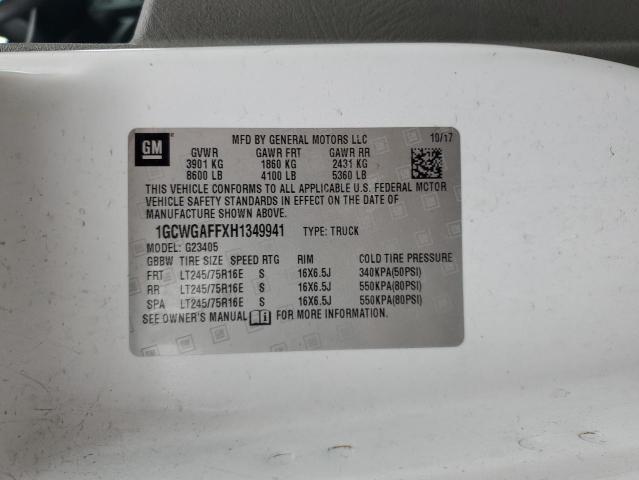 GM
MFD BY GENERAL MOTORS LLC 10/17
GVWR GAWR FRT GAWR RR
3901 KG 1860 KG 2431 KG
8600 LB 4100 LB 5360 LB
THIS VEHICLE CONFORMS TO ALL APPLICABLE U.S. FEDERAL MOTOR
VEHICLE SAFETY STANDARDS IN EFFECT ON THE DATE OF
MANUFACTURE SHOWN ABOVE.
1GCWGAFFXH1349941 TYPE: TRUCK
MODEL: G23405
GBBW TIRE SIZE SPEED RTG RIM COLD TIRE PRESSURE
FRT LT245/75R16E S 16X6.5J 340KPA(50PSI)
RR LT245/75R16E S 16X6.5J 550KPA(80PSI)
SPA LT245/75R16E S 16X6.5J 550KPA(80PSI)
SEE OWNER'S MANUAL FOR MORE INFORMATION.